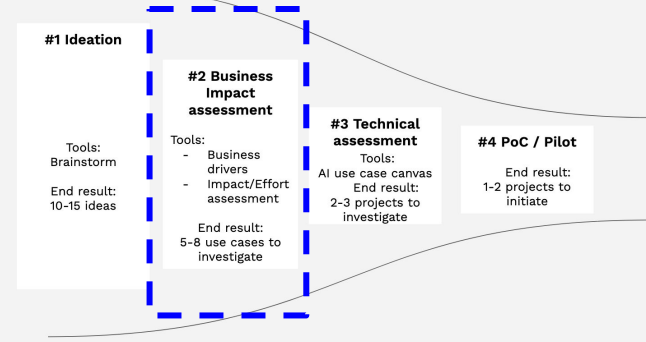 #1 Ideation
Tools:
Brainstorm
End result:
10-15 ideas
#2 Business
Impact
assessment
Tools:
- Business
drivers
- Impact/Effort
assessment
End result:
5-8 use cases to
investigate
#3 Technical
assessment
Tools:
AI use case canvas
End result:
2-3 projects to
investigate
#4 PoC / Pilot
End result:
1-2 projects to
initiate